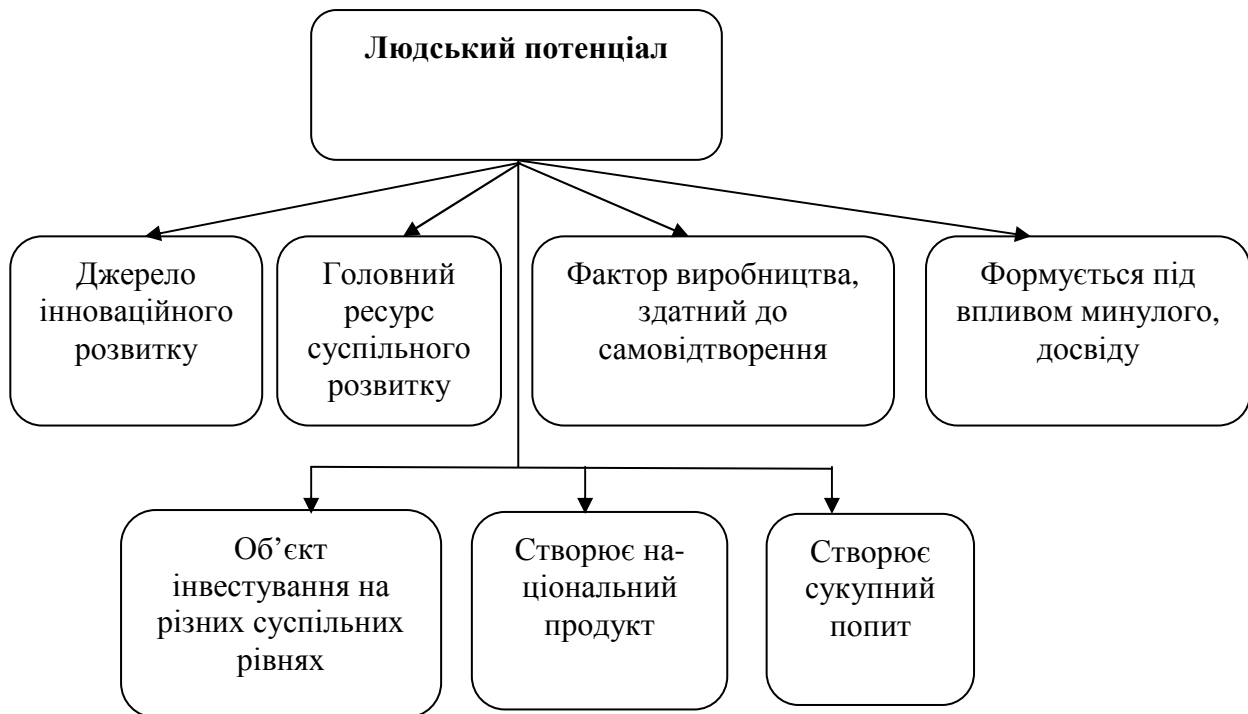 Людський потенціал
Джерело
інноваційного
розвитку
Головний
ресурс
суспільного
розвитку
Фактор виробництва,
здатний до
самовідтворення
Формується під
впливом минулого,
досвіду
Об’єкт
інвестування на
різних суспільних
рівнях
Створює на-
ціональний
продукт
Створює
сукупний
попит